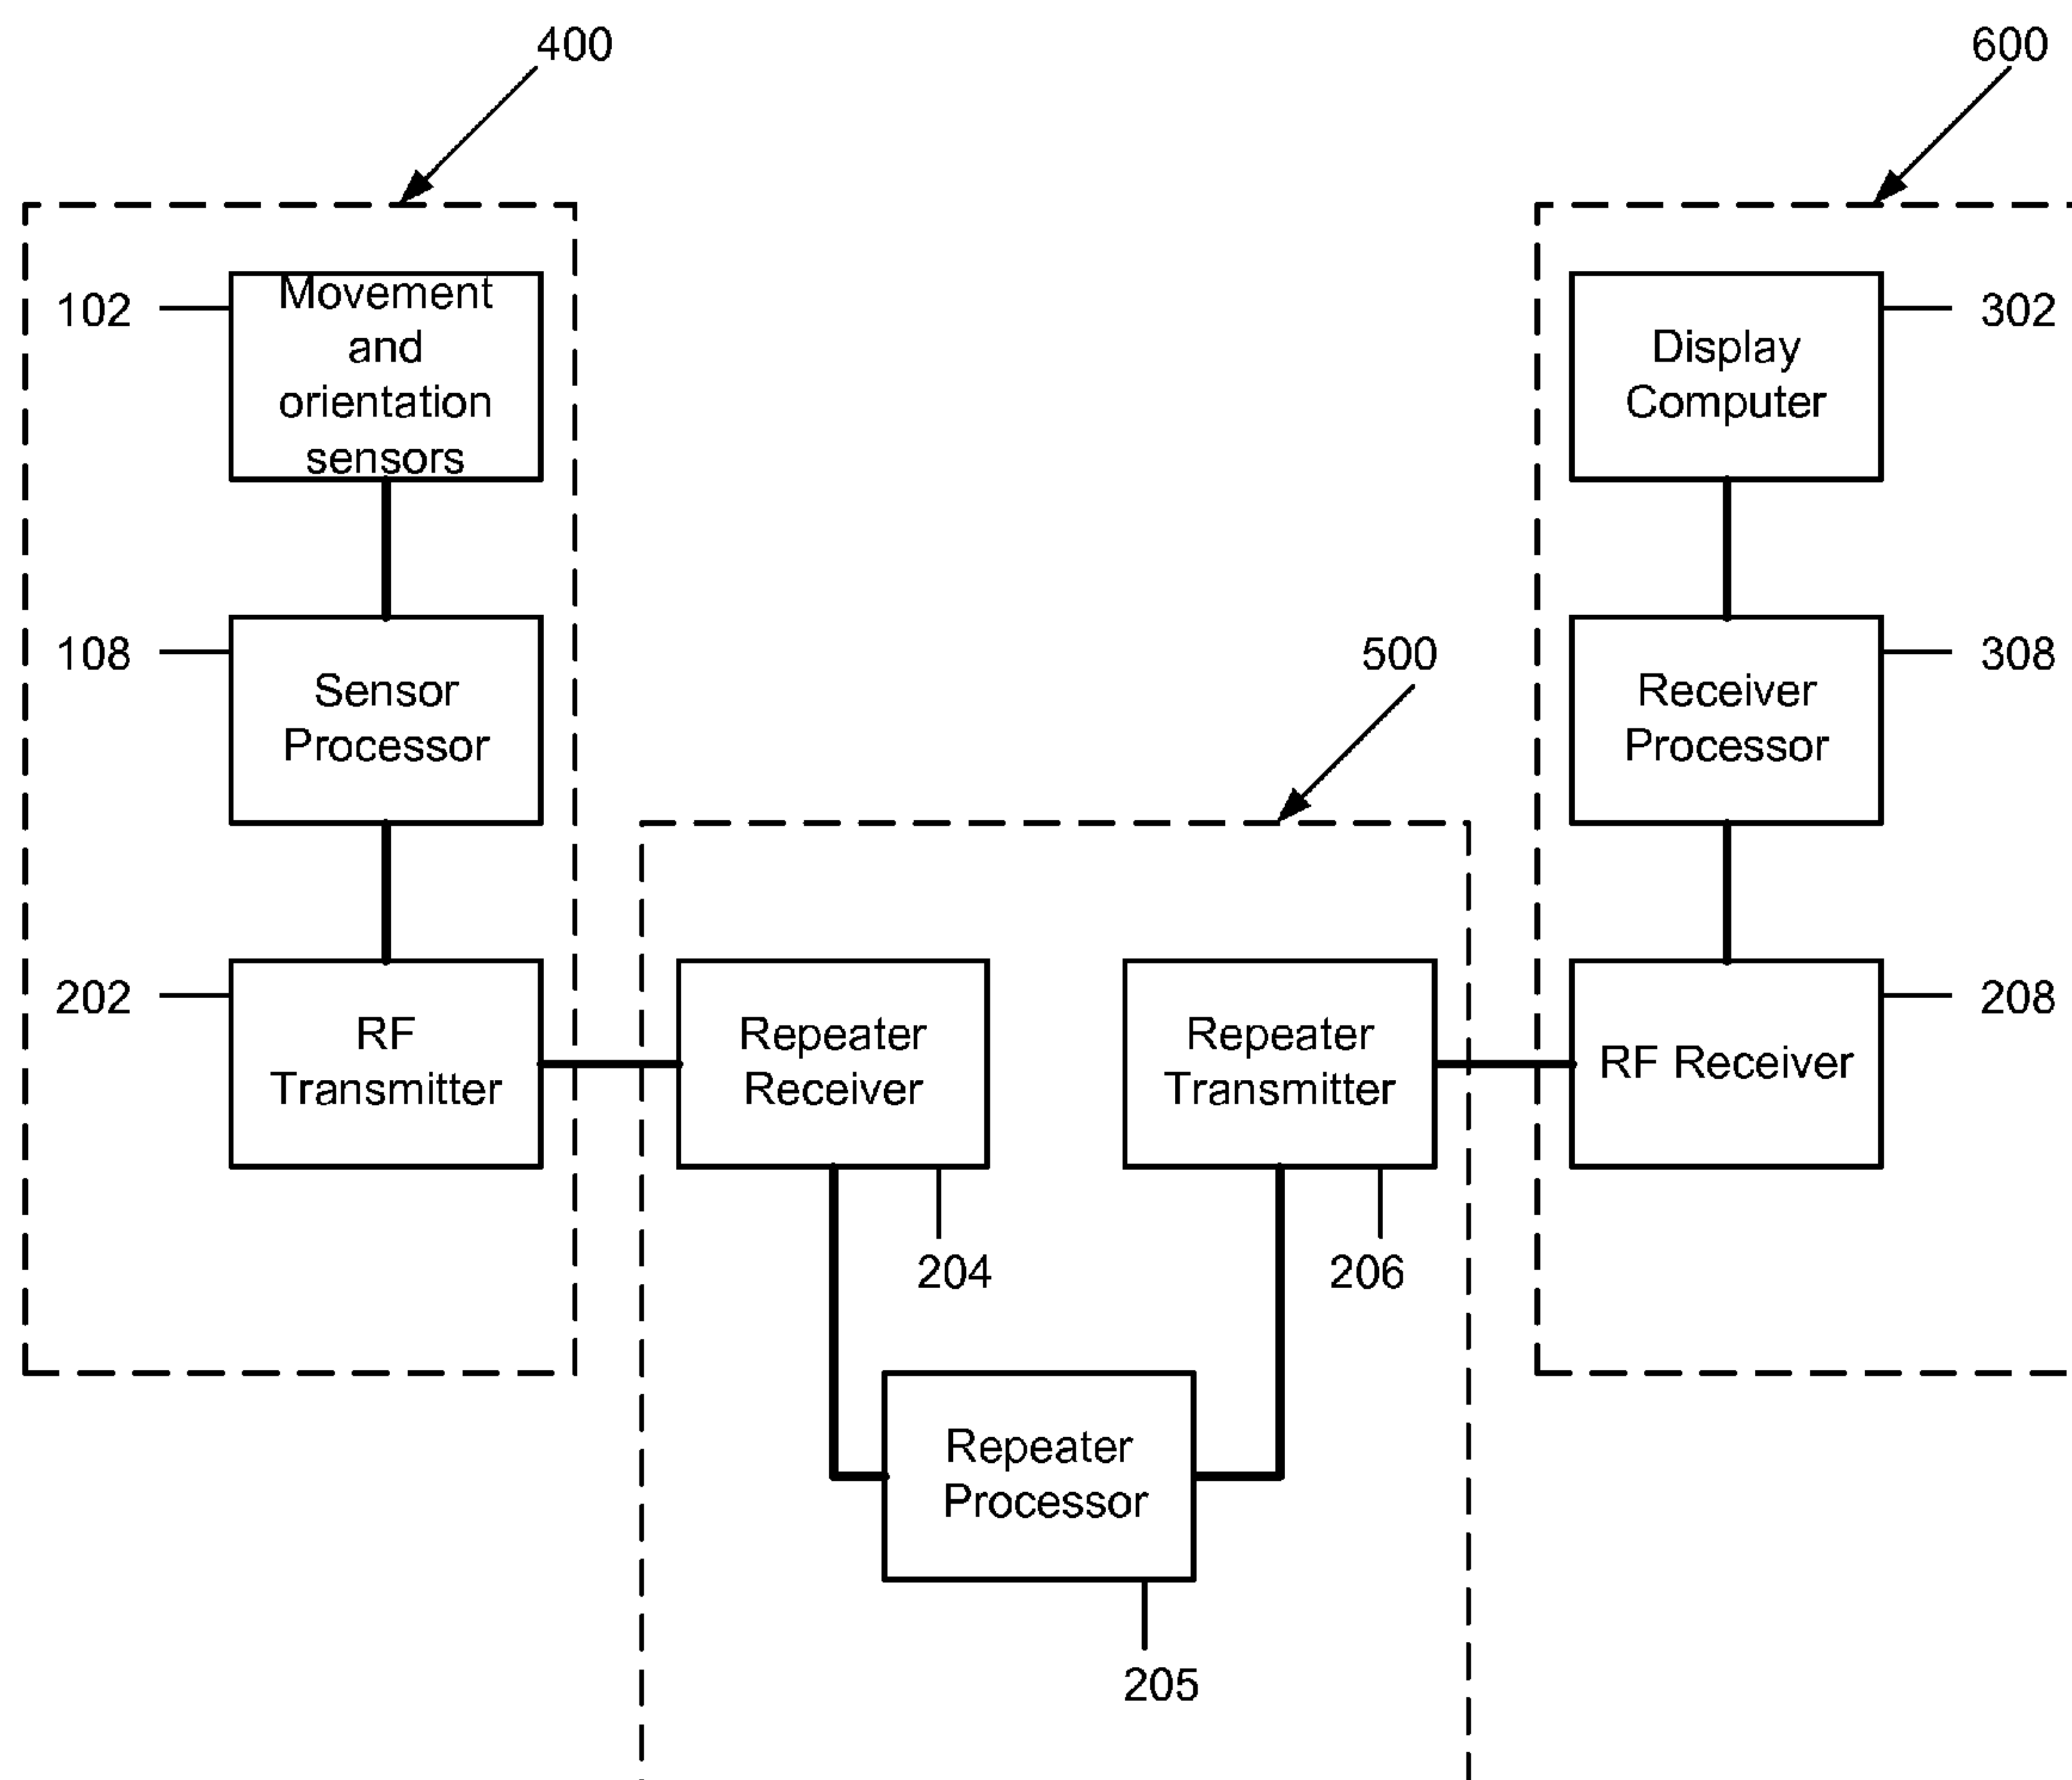 400
600
102
Movement
and
orientation
sensors
Display
Computer
302
108
Sensor
Processor
500
Receiver
Processor
308
202
RF
Transmitter
Repeater
Receiver
Repeater
Transmitter
RF Receiver
208
204
206
Repeater
Processor
205